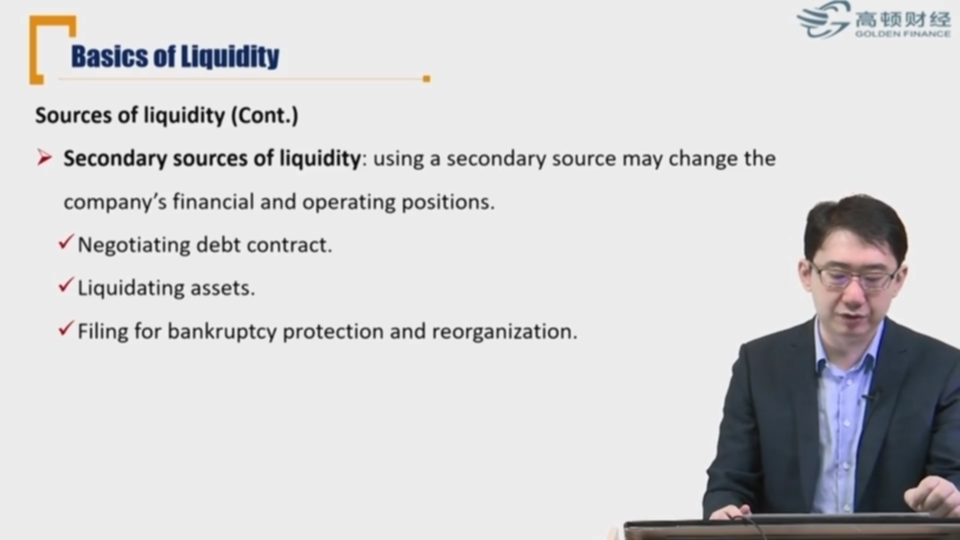 高顿财经
GOLDEN FINANCE
Basics of Liquidity
Sources of liquidity (Cont.)
Secondary sources of liquidity: using a secondary source may change the
company's financial and operating positions.
Negotiating debt contract.
Liquidating assets.
Filing for bankruptcy protection and reorganization.